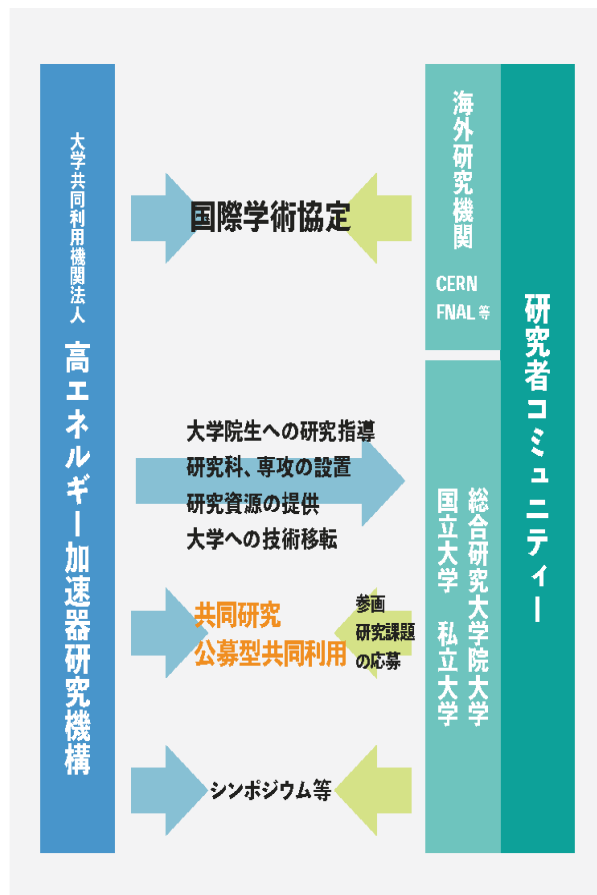 大学共同利用機関法人
高エネルギー加速器研究機構
国際学術協定
大学院生への研究指導
研究科、専攻の設置
研究資源の提供
大学への技術移転
共同研究
公募型共同利用
参画
研究課題
の応募
シンポジウム等
海外研究機関
CERN
FNAL 等
総合研究大学院大学
国立大学 私立大学
研究者コミュニティー